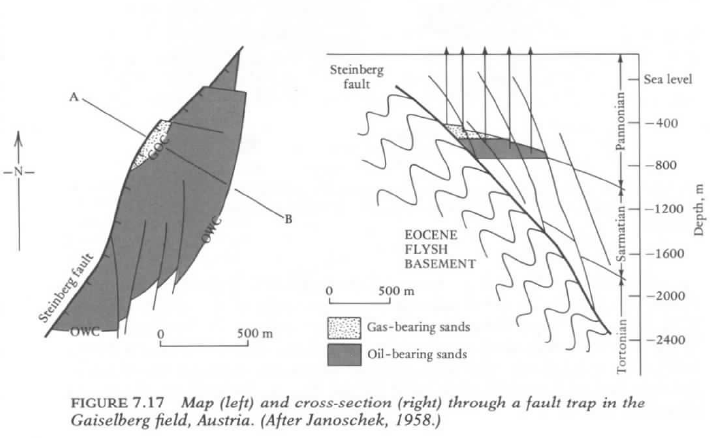 A
N
GOC
B
OWC
Steinberg fault
OWC
0 500 m
Steinberg
fault
Sea level
Pannonian
−400
−800
−1200
Sarmatian
−1600
−2000
−2400
Tortonian
Depth, m
EOCENE
FLYSH
BASEMENT
0 500 m
Gas-bearing sands
Oil-bearing sands
FIGURE 7.17 Map (left) and cross-section (right) through a fault trap in the
Gaiselberg field, Austria. (After Janoschek, 1958.)